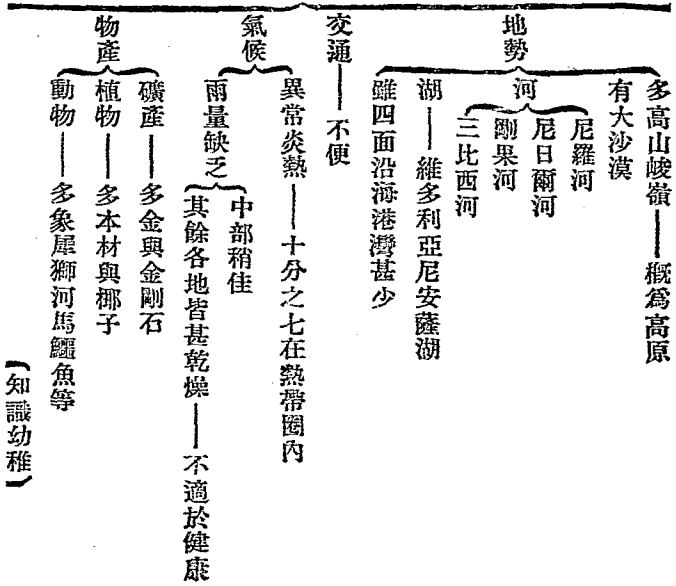 地勢
多高山峻嶺——概爲高原
有大沙漠
河
尼羅河
尼日爾河
剛果河
三比西河
湖——維多利亞尼安薩湖
雖四面沿海港灣甚少
交通——不便
氣候
異常炎熱——十分之七在熱帶圈內
雨量缺乏
中部稍佳
其餘各地皆甚乾燥——不適於健康
物產
礦產——多金與金剛石
植物——多本材與椰子
動物——多象犀獅河馬鱷魚等
(知識幼稚)